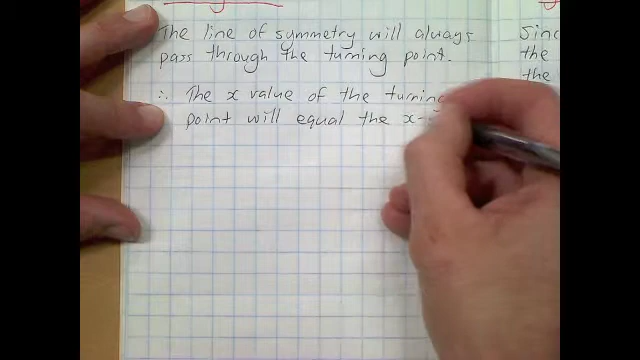 The line of symmetry will always
Sinc
pass through the turning point.
the
the
∴ The x value of the turning
point will equal the x-